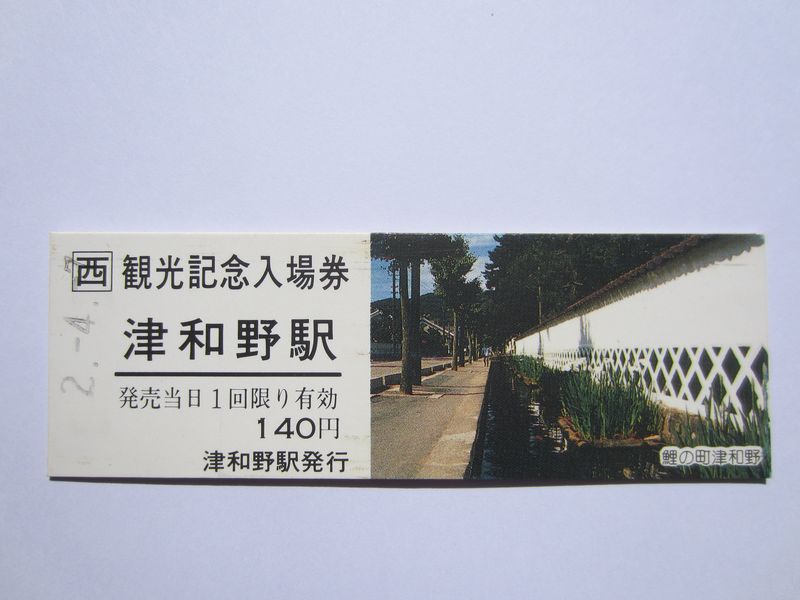 西 観光記念入場券
津和野駅
発売当日1回限り有効
140円
津和野駅発行
2.-4.
鯉の町津和野